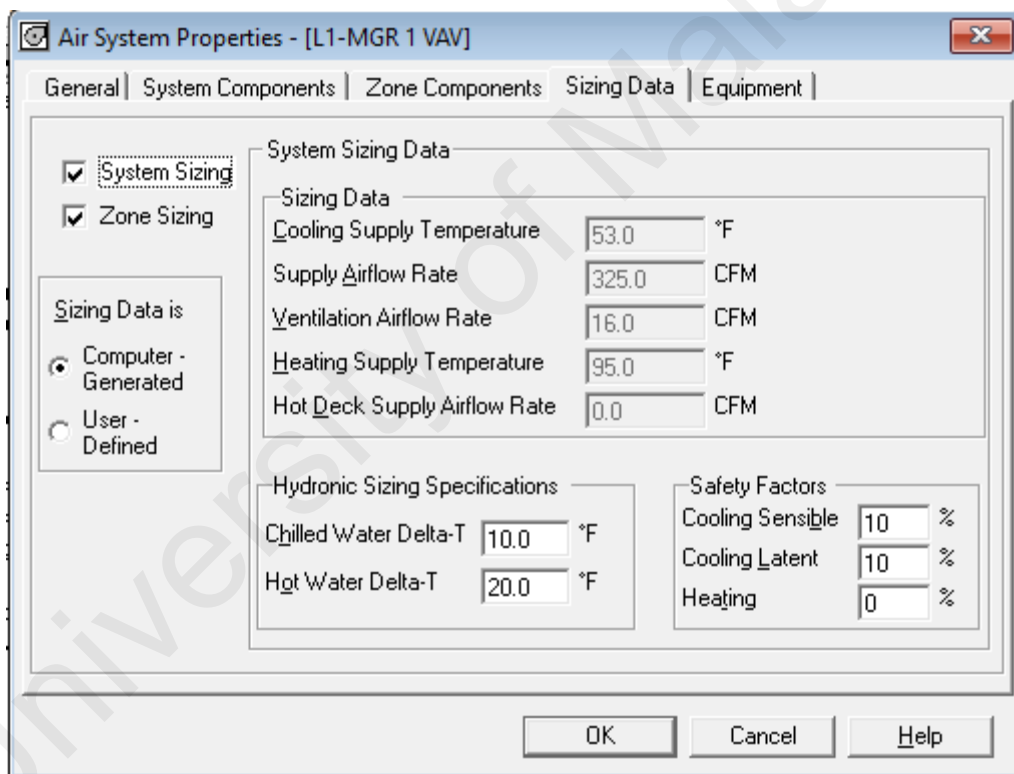 Air System Properties - [L1-MGR 1 VAV]
General System Components Zone Components Sizing Data Equipment
System Sizing
Zone Sizing
Sizing Data is
Computer -
Generated
User -
Defined
System Sizing Data
Sizing Data
Cooling Supply Temperature 53.0 °F
Supply Airflow Rate 325.0 CFM
Ventilation Airflow Rate 16.0 CFM
Heating Supply Temperature 95.0 °F
Hot Deck Supply Airflow Rate 0.0 CFM
Hydronic Sizing Specifications
Chilled Water Delta-T 10.0 °F
Hot Water Delta-T 20.0 °F
Safety Factors
Cooling Sensible 10 %
Cooling Latent 10 %
Heating 0 %
OK Cancel Help
University of Mala